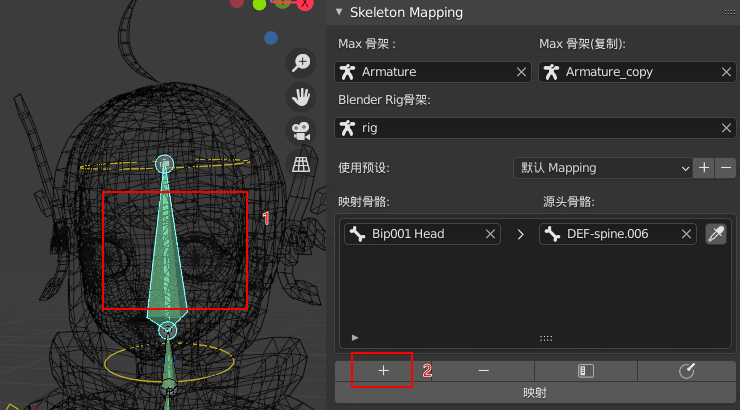 X
Skeleton Mapping
Max 骨架 :
Max 骨架(复制):
Armature
Armature_copy
Blender Rig骨架:
rig
使用预设:
默认 Mapping
映射骨骼:
源头骨骼:
Bip001 Head
DEF-spine.006
1
2
映射